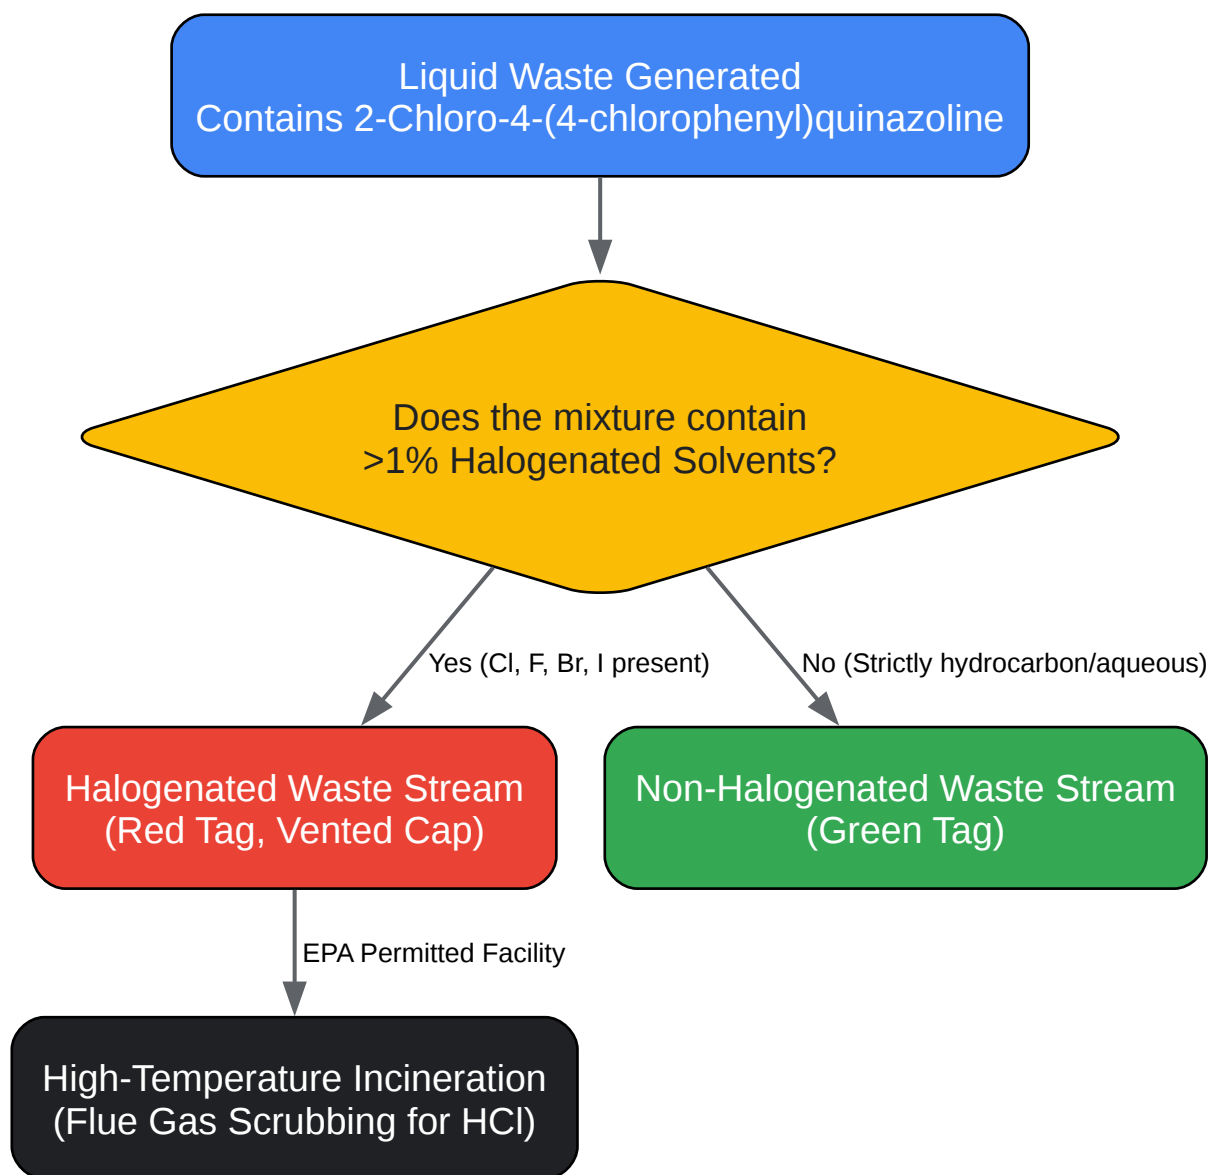 Liquid Waste Generated
Contains 2-Chloro-4-(4-chlorophenyl)quinazoline
Does the mixture contain
>1% Halogenated Solvents?
Yes (Cl, F, Br, I present)
No (Strictly hydrocarbon/aqueous)
Halogenated Waste Stream
(Red Tag, Vented Cap)
Non-Halogenated Waste Stream
(Green Tag)
EPA Permitted Facility
High-Temperature Incineration
(Flue Gas Scrubbing for HCl)